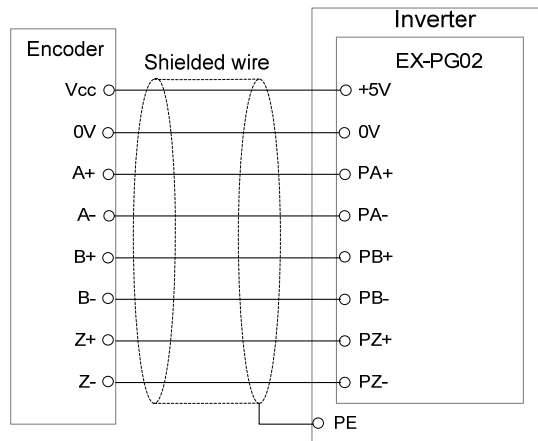 Inverter
Encoder
Shielded wire
EX-PG02
Vcc
+5V
0V
0V
A+
PA+
A-
PA-
B+
PB+
B-
PB-
Z+
PZ+
Z-
PZ-
PE